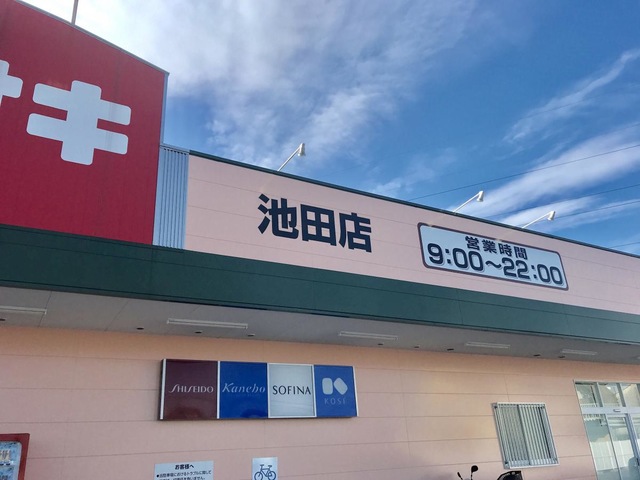 キ
池田店
営業時間
9:00~22:00
SHISEIDO
Kanebo
SOFINA
KOSÉ
お客様へ